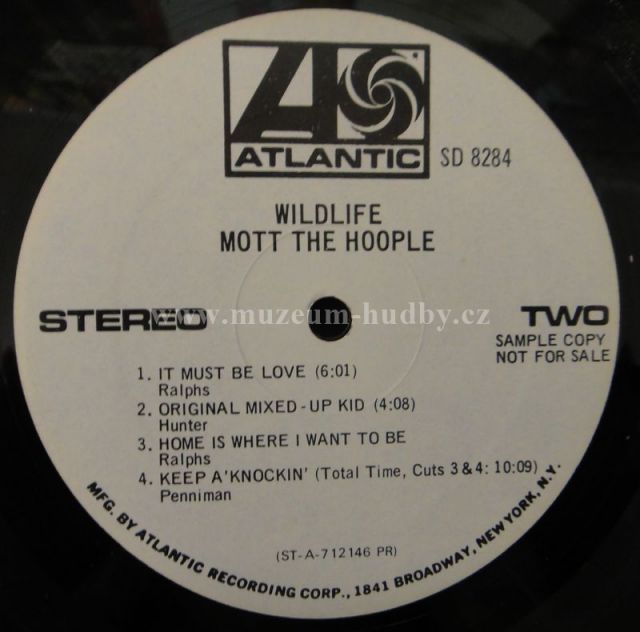 ATLANTIC
SD 8284
WILDLIFE
MOTT THE HOOPLE
STEREO
TWO
SAMPLE COPY
NOT FOR SALE
www.muzeum-hudby.cz
1. IT MUST BE LOVE (6:01)
Ralphs
2. ORIGINAL MIXED-UP KID (4:08)
Hunter
3. HOME IS WHERE I WANT TO BE
Ralphs
4. KEEP A'KNOCKIN' (Total Time, Cuts 3 & 4: 10:09)
Penniman
(ST-A-712146 PR)
MFG. BY ATLANTIC RECORDING CORP., 1841 BROADWAY, NEW YORK, N.Y.